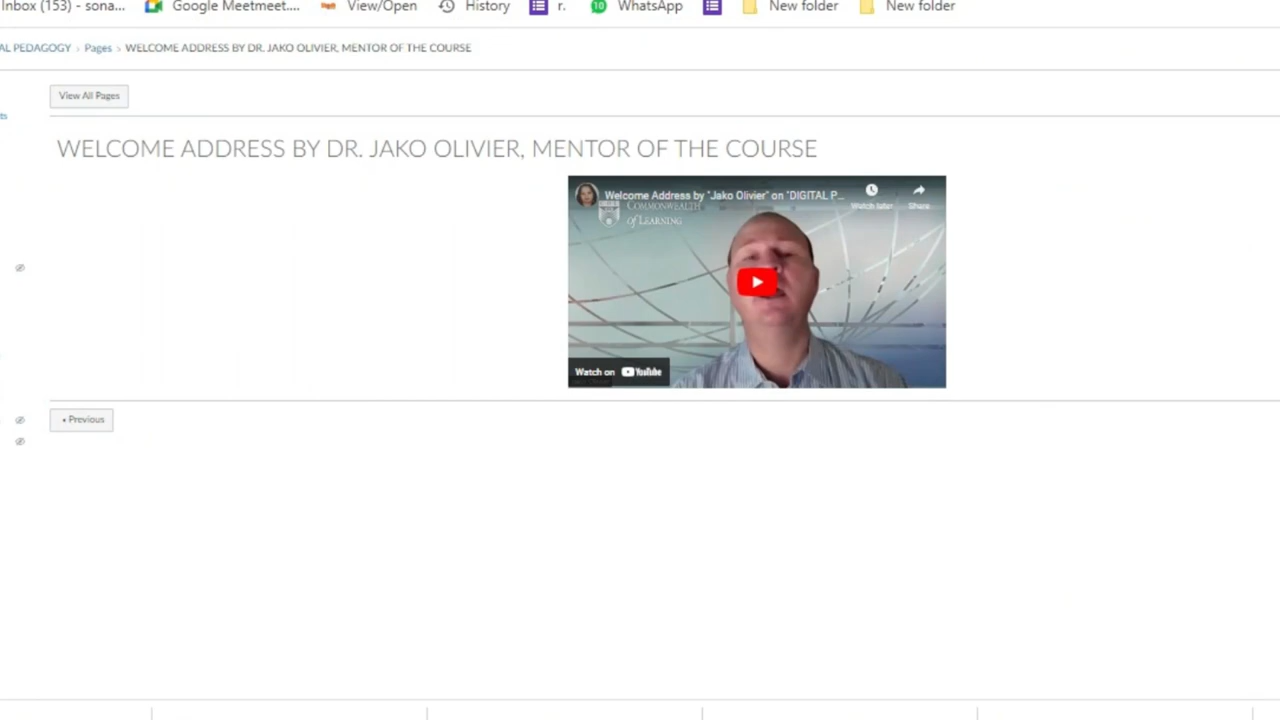 Inbox (153) - sona... Google Meetmeet.... View/Open History r. 10 WhatsApp New folder New folder
AL PEDAGOGY › Pages › WELCOME ADDRESS BY DR. JAKO OLIVIER, MENTOR OF THE COURSE
View All Pages
ts
WELCOME ADDRESS BY DR. JAKO OLIVIER, MENTOR OF THE COURSE
Welcome Address by "Jako Olivier" on "DIGITAL P...
Watch later Share
COMMONWEALTH
of LEARNING
Watch on YouTube
Previous